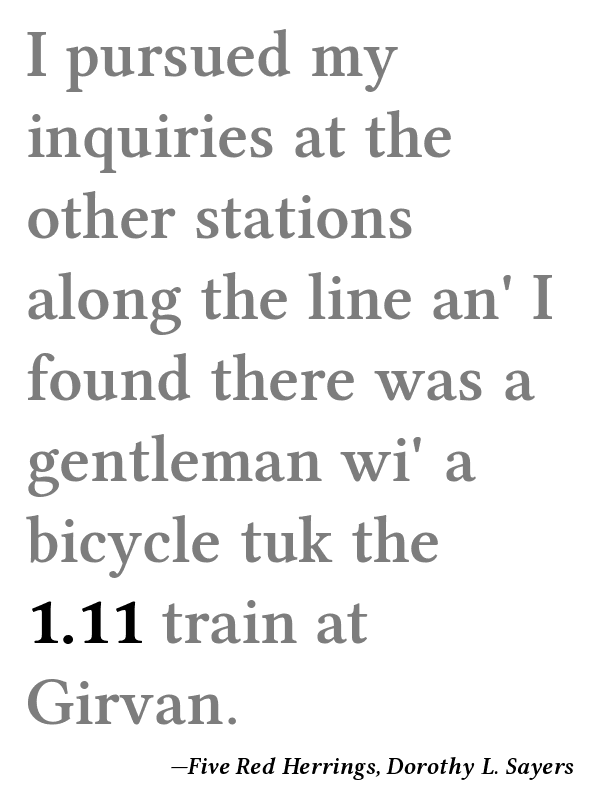 I pursued my
inquiries at the
other stations
along the line an' I
found there was a
gentleman wi' a
bicycle tuk the
1.11 train at
Girvan.
—Five Red Herrings, Dorothy L. Sayers